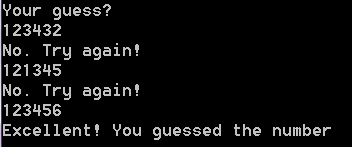 Your guess?
123432
No. Try again!
121345
No. Try again!
123456
Excellent! You guessed the number